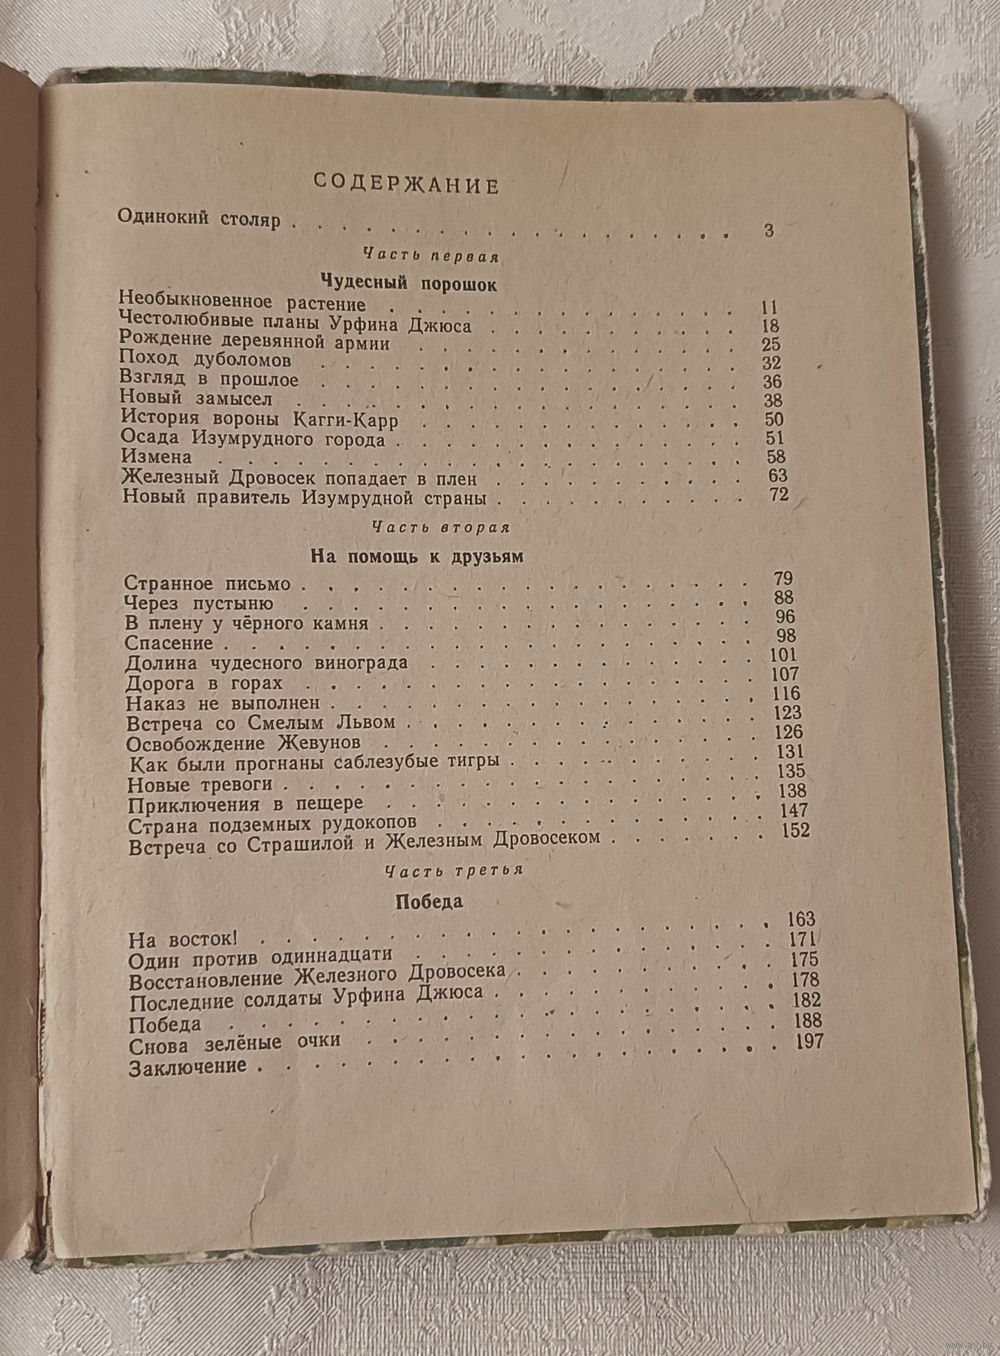 СОДЕРЖАНИЕ
Одинокий столяр . . . . . . . . . . . . . . . . . . . 3
Часть первая
Чудесный порошок
Необыкновенное растение . . . . . . . . . . . . . . . 11
Честолюбивые планы Урфина Джюса . . . . . . . . . . . 18
Рождение деревянной армии . . . . . . . . . . . . . . 25
Поход дуболомов . . . . . . . . . . . . . . . . . . . 32
Взгляд в прошлое . . . . . . . . . . . . . . . . . . 36
Новый замысел . . . . . . . . . . . . . . . . . . . . 38
История вороны Кагги-Карр . . . . . . . . . . . . . . 50
Осада Изумрудного города . . . . . . . . . . . . . . 51
Измена . . . . . . . . . . . . . . . . . . . . . . . 58
Железный Дровосек попадает в плен . . . . . . . . . . 63
Новый правитель Изумрудной страны . . . . . . . . . . 72
Часть вторая
На помощь к друзьям
Странное письмо . . . . . . . . . . . . . . . . . . . 79
Через пустыню . . . . . . . . . . . . . . . . . . . . 88
В плену у чёрного камня . . . . . . . . . . . . . . . 96
Спасение . . . . . . . . . . . . . . . . . . . . . . 98
Долина чудесного винограда . . . . . . . . . . . . . 101
Дорога в горах . . . . . . . . . . . . . . . . . . . 107
Наказ не выполнен . . . . . . . . . . . . . . . . . . 116
Встреча со Смелым Львом . . . . . . . . . . . . . . . 123
Освобождение Жевунов . . . . . . . . . . . . . . . . 126
Как были прогнаны саблезубые тигры . . . . . . . . . 131
Новые тревоги . . . . . . . . . . . . . . . . . . . . 135
Приключения в пещере . . . . . . . . . . . . . . . . 138
Страна подземных рудокопов . . . . . . . . . . . . . 147
Встреча со Страшилой и Железным Дровосеком . . . . . . 152
Часть третья
Победа
На восток! . . . . . . . . . . . . . . . . . . . . . 163
Один против одиннадцати . . . . . . . . . . . . . . . 171
Восстановление Железного Дровосека . . . . . . . . . 175
Последние солдаты Урфина Джюса . . . . . . . . . . . 178
Победа . . . . . . . . . . . . . . . . . . . . . . . 182
Снова зелёные очки . . . . . . . . . . . . . . . . . 188
Заключение . . . . . . . . . . . . . . . . . . . . . 197
www.ay.by